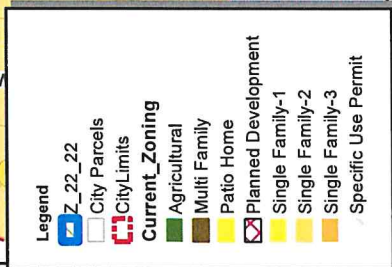 Legend
Z_22_22
City Parcels
CityLimits
Current_Zoning
Agricultural
Multi Family
Patio Home
Planned Development
Single Family-1
Single Family-2
Single Family-3
Specific Use Permit